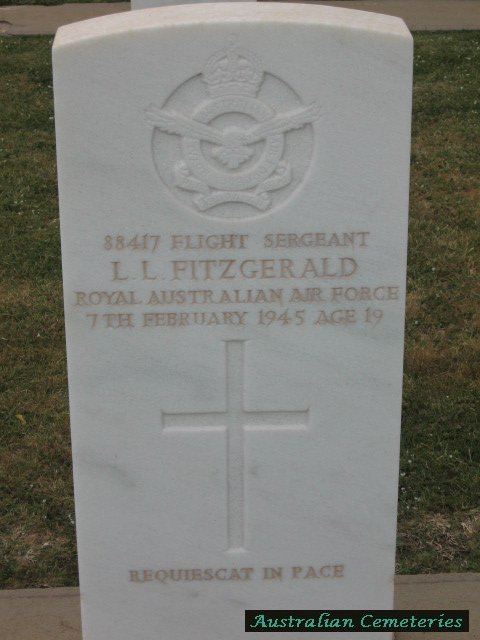 88417 FLIGHT SERGEANT
L. L. FITZGERALD
ROYAL AUSTRALIAN AIR FORCE
7TH FEBRUARY 1945 AGE 19
REQUIESCAT IN PACE
Australian Cemeteries